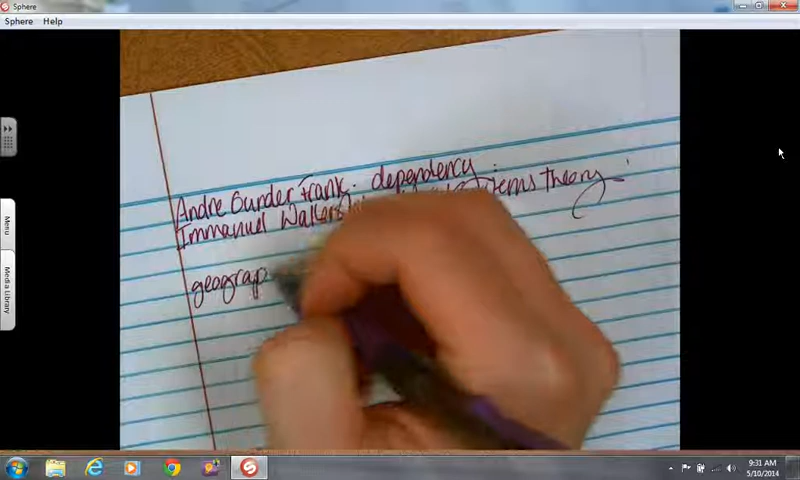 Sphere
Sphere Help
Menu
Media Library
Andre Gunder Frank. dependency.
Immanuel theory
geograp
9:31 AM
5/10/2014